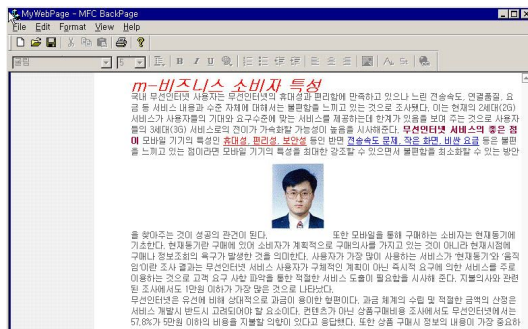 MyWebPage - MFC BackPage
File Edit Format View Help
굴림 5 B I U
m-비즈니스 소비자 특성
국내 무선인터넷 사용자는 무선인터넷의 휴대성과 편리함에 만족하고 있으나 느린 전송속도, 연결품질, 요
금 등 서비스 내용과 수준 자체에 대해서는 불편함을 느끼고 있는 것으로 조사됐다. 이는 현재의 2세대(2G)
서비스가 사용자들의 기대와 요구수준에 맞는 서비스를 제공하는데 한계가 있음을 보여 주는 것으로 사용자
들의 3세대(3G) 서비스로의 전이가 가속화할 가능성이 높음을 시사해준다. 무선인터넷 서비스의 좋은 점
이 모바일 기기의 특성인 휴대성, 편리성, 보안성 등인 반면 전송속도 문제, 작은 화면, 비싼 요금 등은 불편
을 느끼고 있는 점이라면 모바일 기기의 특성을 최대한 강조할 수 있으면서 불편함을 최소화할 수 있는 방안
을 찾아주는 것이 성공의 관건이 된다. 또한 모바일을 통해 구매하는 소비자는 현재동기에
기초한다. 현재동기란 구매에 있어 소비자가 계획적으로 구매의사를 가지고 있는 것이 아니라 현재시점에
구매나 정보조회의 욕구가 발생한 것을 의미한다. 사용자가 가장 많이 사용하는 서비스가 '현재동기'와 '움직
임'이란 조사 결과는 무선인터넷 서비스 사용자가 구체적인 계획이 아닌 즉시적 요구에 의한 서비스를 주로
이용하는 것으로 고객 요구 사항 파악을 통한 적절한 서비스 도출이 필요함을 시사해 준다. 지불의사와 관련
된 조사에서도 1만원 이하가 가장 많은 것으로 나타났다.
무선인터넷은 유선에 비해 상대적으로 과금이 용이한 형편이다. 과금 체계의 수립 및 적절한 금액의 산정은
서비스 개발시 반드시 고려되어야 할 요소이다. 컨텐츠가 아닌 상품구매비용 조사에서도 무선인터넷에서는
57.8%가 5만원 이하의 비용을 지불할 의향이 있다고 응답했다. 또한 상품 구매시 정보의 내용이 가장 중요하